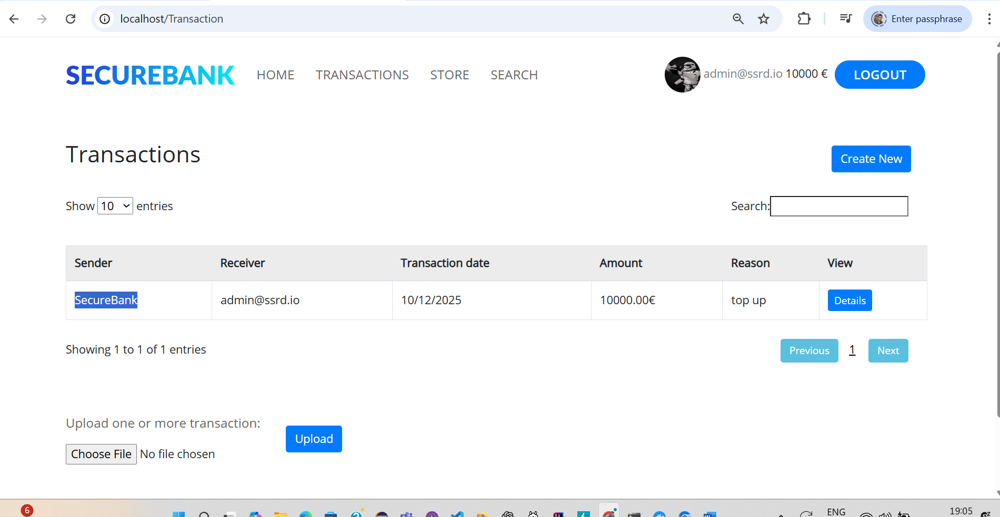 localhost/Transaction
Enter passphrase
SECUREBANK HOME TRANSACTIONS STORE SEARCH admin@ssrd.io 10000 € LOGOUT
Transactions
Create New
Show 10 entries
Search:
Sender Receiver Transaction date Amount Reason View
SecureBank admin@ssrd.io 10/12/2025 10000.00€ top up Details
Showing 1 to 1 of 1 entries
Previous 1 Next
Upload one or more transaction:
Upload
Choose File No file chosen
6
ENG
19:05